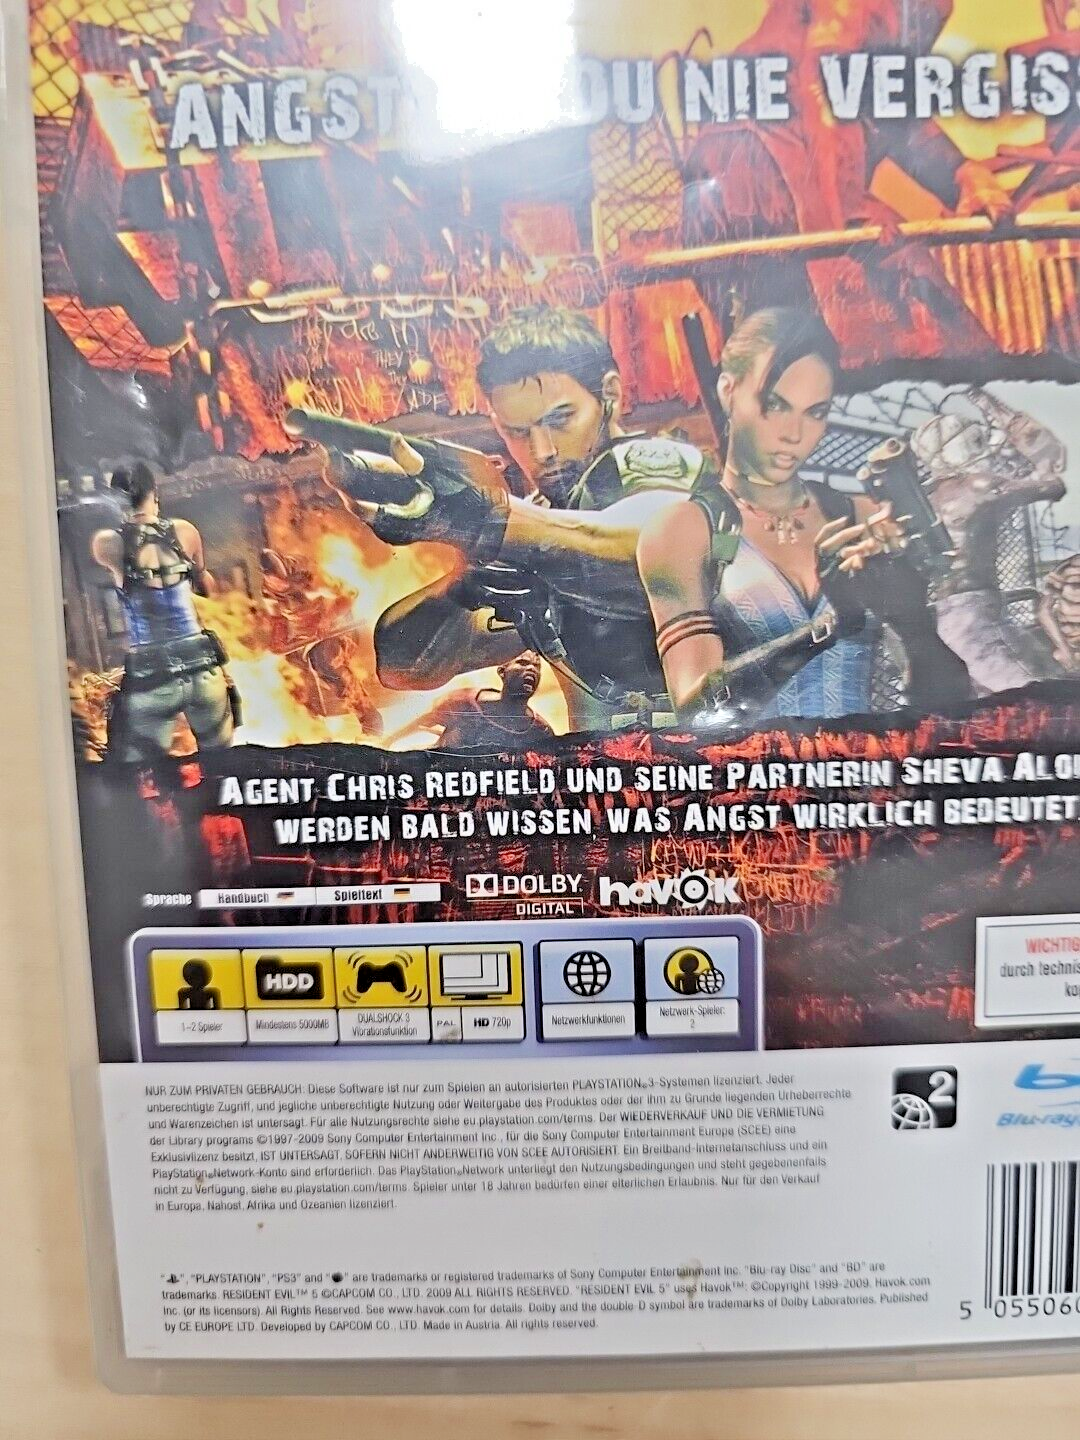 "ANGST DU NIE VERGISS
AGENT CHRIS REDFIELD UND SEINE PARTNERIN SHEVA ALO
WERDEN BALD WISSEN, WAS ANGST WIRKLICH BEDEUTET
Sprache Handbuch Spieltext
DOLBY
DIGITAL
havok
HDD
1-2 Spieler
Mindestens 5000MB
DUALSHOCK 3
Vibrationsfunktion
PAL HD 720p
Netzwerkfunktionen
Netzwerk-Spieler:
2
WICHTIG
durch technis
ko
NUR ZUM PRIVATEN GEBRAUCH: Diese Software ist nur zum Spielen an autorisierten PLAYSTATION®3-Systemen lizenziert. Jeder
unberechtigte Zugriff, und jegliche unberechtigte Nutzung oder Weitergabe des Produktes oder der ihm zu Grunde liegenden Urheberrechte
und Warenzeichen ist untersagt. Für alle Nutzungsrechte siehe eu.playstation.com/terms. Der WIEDERVERKAUF UND DIE VERMIETUNG
der Library programs ©1997-2009 Sony Computer Entertainment Inc., für die Sony Computer Entertainment Europe (SCEE) eine
Exklusivlizenz besitzt, IST UNTERSAGT, SOFERN NICHT ANDERWEITIG VON SCEE AUTORISIERT. Ein Breitband-Internetanschluss und ein
PlayStation®Network-Konto sind erforderlich. Das PlayStation®Network unterliegt den Nutzungsbedingungen und steht gegebenenfalls
nicht zu Verfügung, siehe eu.playstation.com/terms. Spieler unter 18 Jahren bedürfen einer elterlichen Erlaubnis. Nur für den Verkauf
in Europa, Nahost, Afrika und Ozeanien lizenziert.
2
Blu-ray
"", "PLAYSTATION", "PS3" and "" are trademarks or registered trademarks of Sony Computer Entertainment Inc. "Blu-ray Disc" and "BD" are
trademarks. RESIDENT EVIL™ 5 ©CAPCOM CO., LTD. 2009 ALL RIGHTS RESERVED. "RESIDENT EVIL 5" uses Havok™: ©Copyright 1999-2009. Havok.com
Inc. (or its licensors). All Rights Reserved. See www.havok.com for details. Dolby and the double-D symbol are trademarks of Dolby Laboratories. Published
by CE EUROPE LTD. Developed by CAPCOM CO., LTD. Made in Austria. All rights reserved.
5 055060